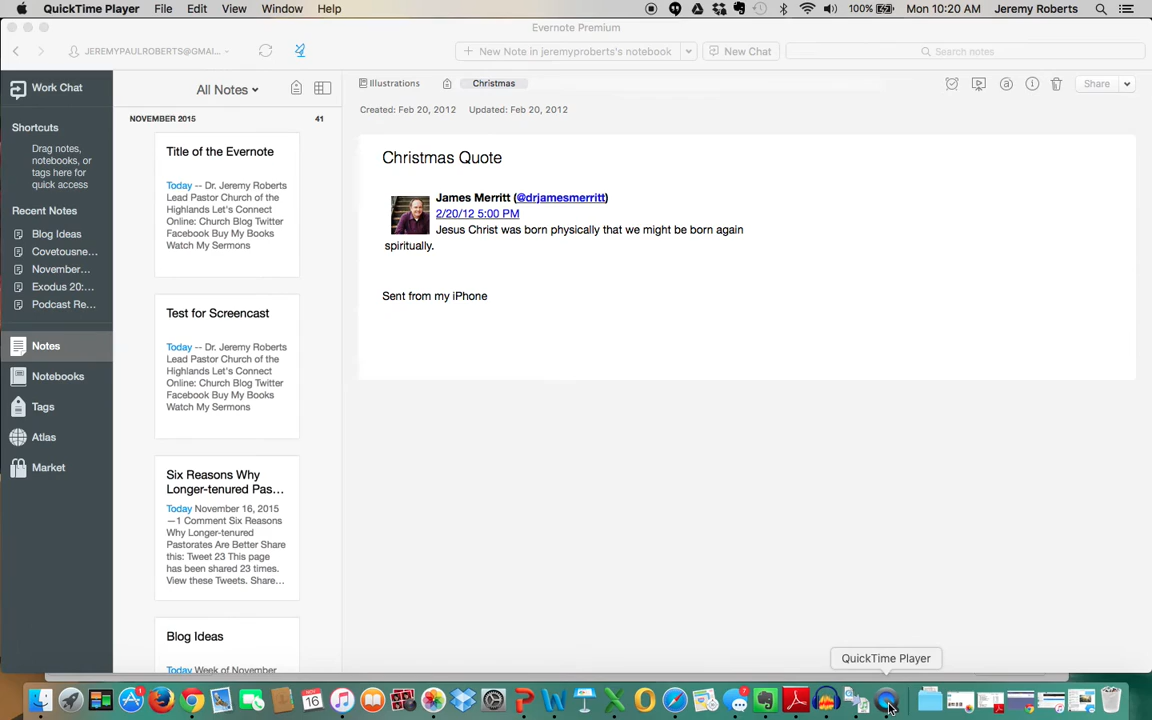 QuickTime Player File Edit View Window Help 100% Mon 10:20 AM Jeremy Roberts
Evernote Premium
JEREMYPAULROBERTS@GMAI...
New Note in jeremyproberts's notebook
New Chat
Search notes
Work Chat
Shortcuts
Drag notes,
notebooks, or
tags here for
quick access
Recent Notes
Blog Ideas
Covetousne...
November...
Exodus 20:...
Podcast Re...
Notes
Notebooks
Tags
Atlas
Market
All Notes
NOVEMBER 2015 41
Title of the Evernote
Today -- Dr. Jeremy Roberts
Lead Pastor Church of the
Highlands Let's Connect
Online: Church Blog Twitter
Facebook Buy My Books
Watch My Sermons
Test for Screencast
Today -- Dr. Jeremy Roberts
Lead Pastor Church of the
Highlands Let's Connect
Online: Church Blog Twitter
Facebook Buy My Books
Watch My Sermons
Six Reasons Why
Longer-tenured Pas...
Today November 16, 2015
—1 Comment Six Reasons
Why Longer-tenured
Pastorates Are Better Share
this: Tweet 23 This page
has been shared 23 times.
View these Tweets. Share...
Blog Ideas
Today Week of November
Illustrations Christmas
Share
Created: Feb 20, 2012 Updated: Feb 20, 2012
Christmas Quote
James Merritt (@drjamesmerritt)
2/20/12 5:00 PM
Jesus Christ was born physically that we might be born again
spiritually.
Sent from my iPhone
QuickTime Player